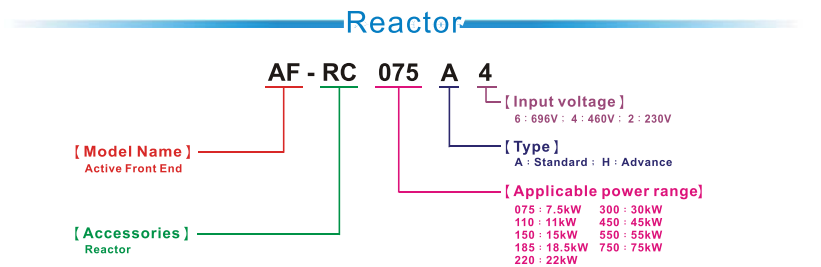 Reactor
AF - RC 075 A 4
【Input voltage】
6：696V； 4：460V； 2：230V
【Model Name】
Active Front End
【Type】
A：Standard； H：Advance
【Applicable power range】
075：7.5kW 300：30kW
110：11kW 450：45kW
150：15kW 550：55kW
185：18.5kW 750：75kW
220：22kW
【Accessories】
Reactor